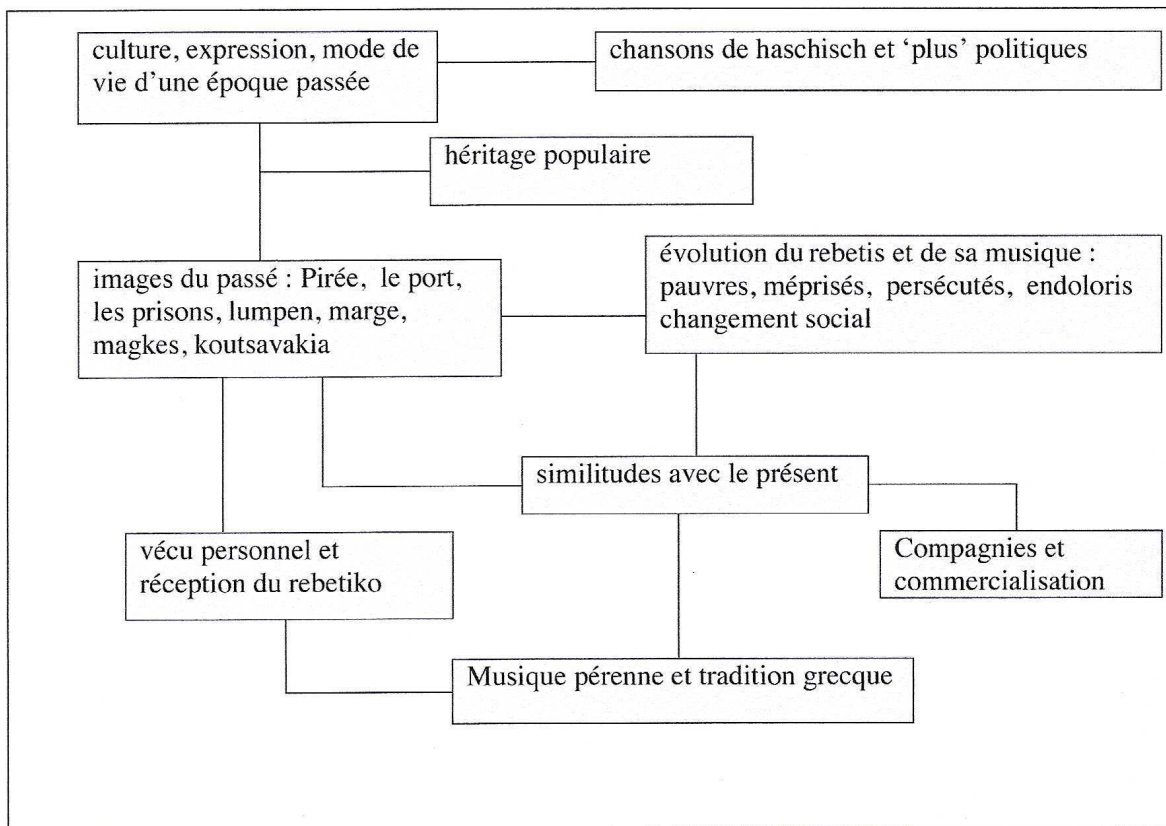 culture, expression, mode de
vie d'une époque passée
chansons de haschisch et 'plus' politiques
héritage populaire
images du passé : Pirée, le port,
les prisons, lumpen, marge,
magkes, koutsavakia
évolution du rebetis et de sa musique :
pauvres, méprisés, persécutés, endoloris
changement social
similitudes avec le présent
vécu personnel et
réception du rebetiko
Compagnies et
commercialisation
Musique pérenne et tradition grecque